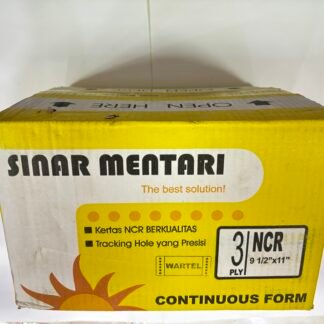 OPEN HERE
SINAR MENTARI
The best solution!
Kertas NCR BERKUALITAS
Tracking Hole yang Presisi
WARTEL
3 PLY
NCR
9 1/2"x11"
CONTINUOUS FORM